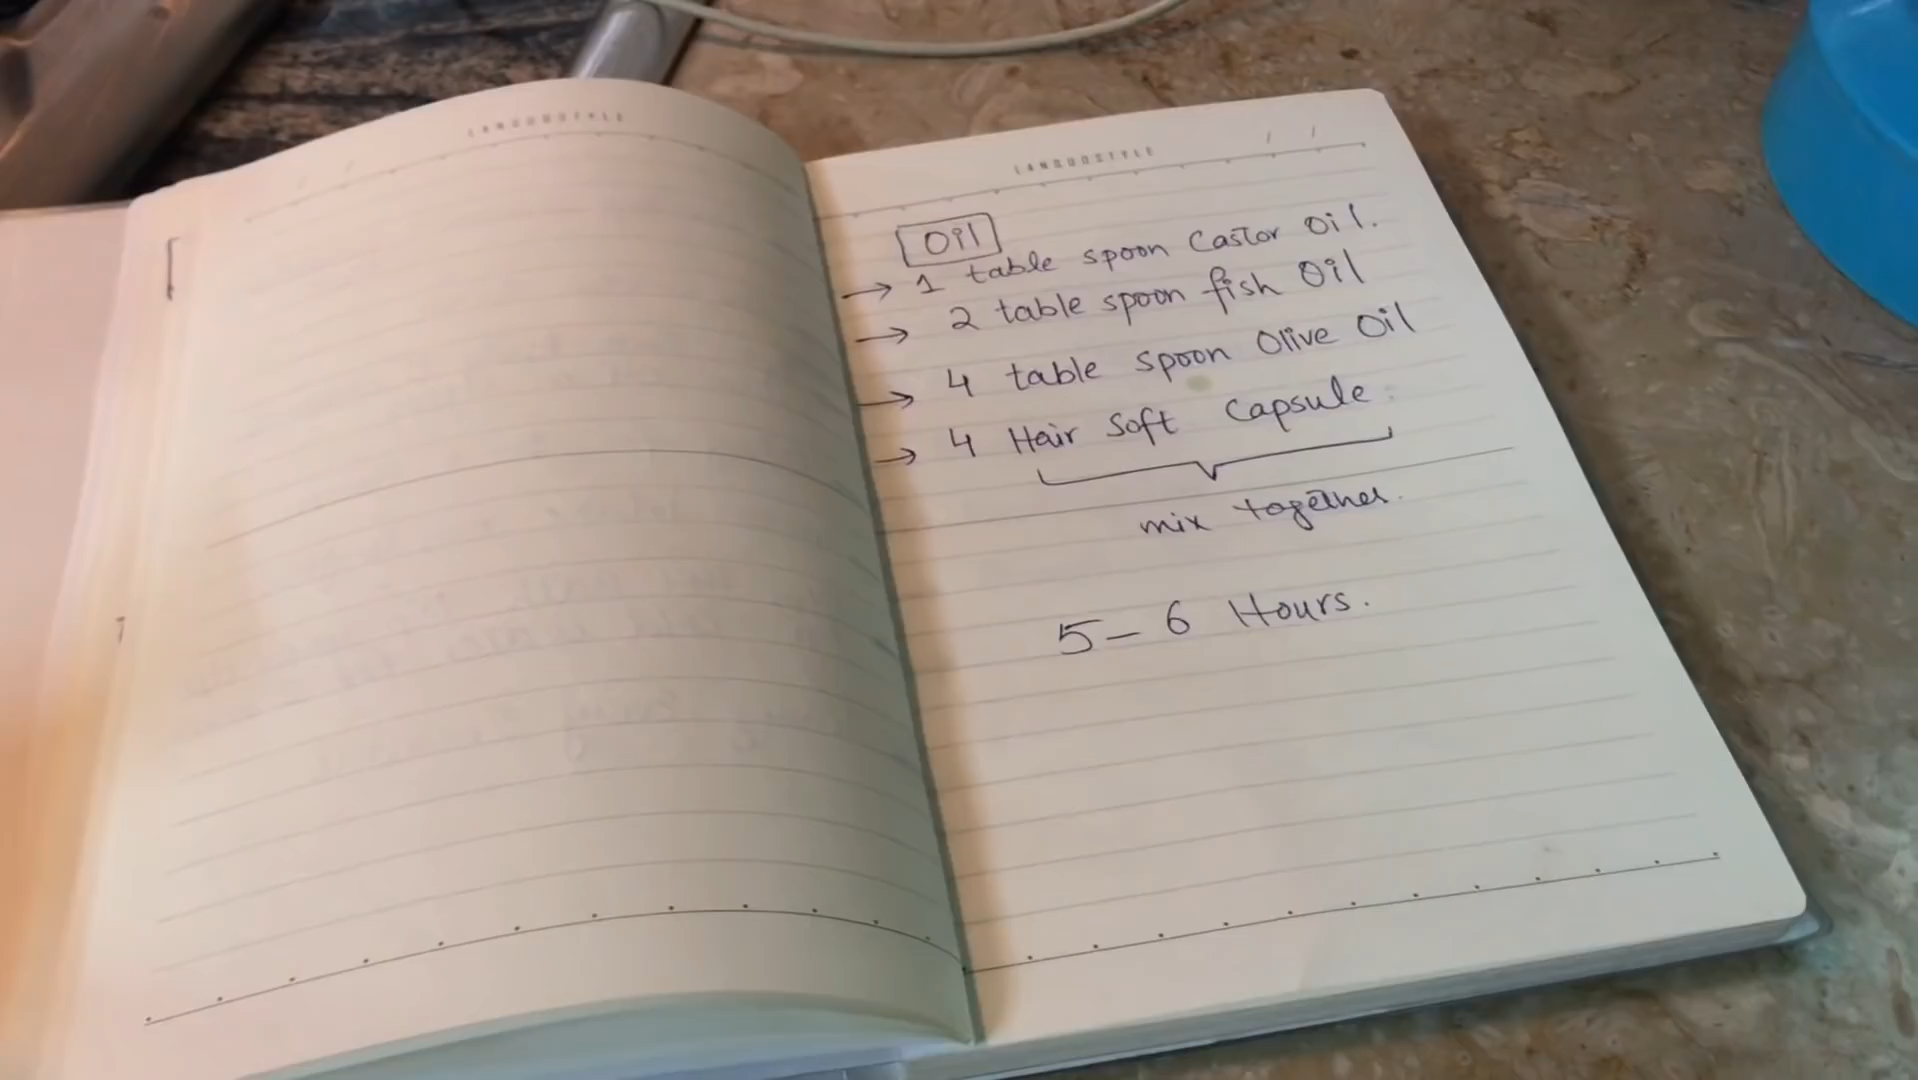 LANGUOSTYLE
Oil
→ 1 table spoon Castor Oil.
→ 2 table spoon fish Oil
→ 4 table spoon Olive Oil
→ 4 Hair Soft Capsule.
mix together.
5-6 Hours.